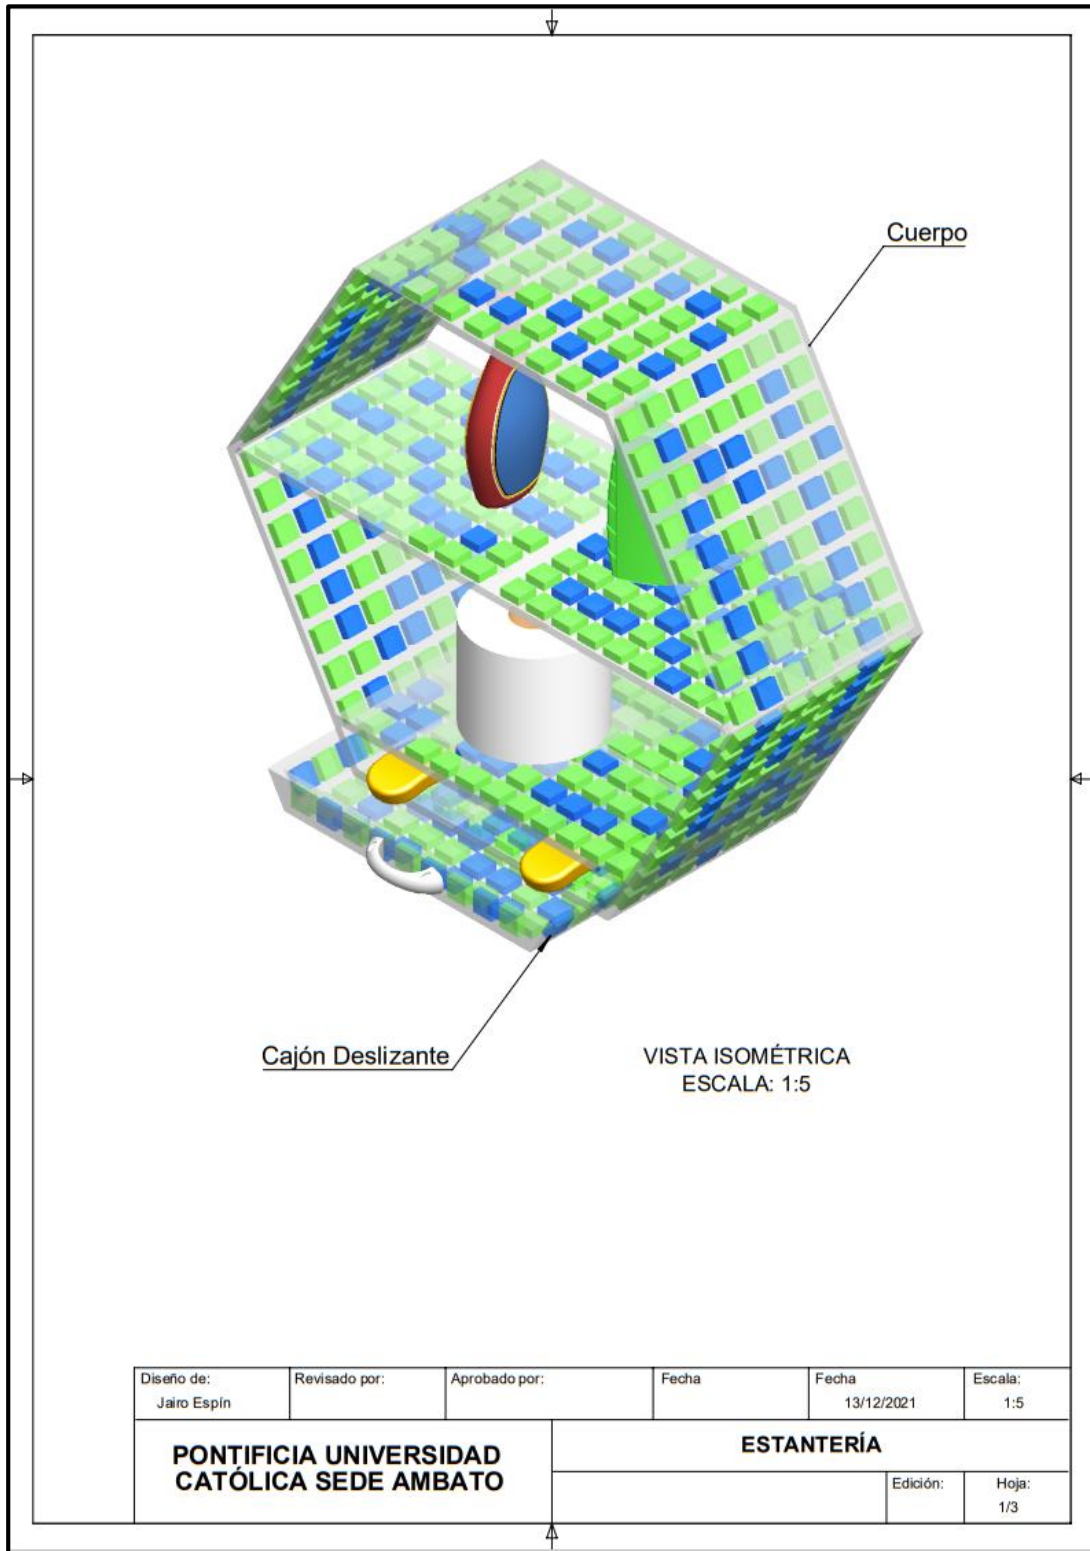 Cuerpo
Cajón Deslizante
VISTA ISOMÉTRICA
ESCALA: 1:5
Diseño de:
Jairo Espín
Revisado por:
Aprobado por:
Fecha
Fecha
13/12/2021
Escala:
1:5
PONTIFICIA UNIVERSIDAD
CATÓLICA SEDE AMBATO
ESTANTERÍA
Edición:
Hoja:
1/3